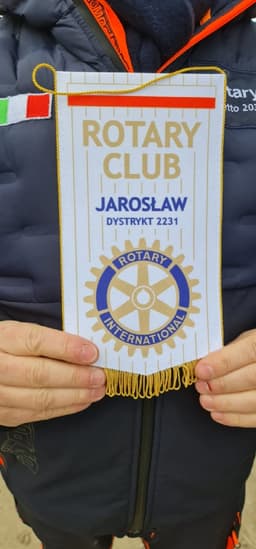 ROTARY
CLUB
JAROSŁAW
DYSTRYKT 2231
ROTARY
INTERNATIONAL